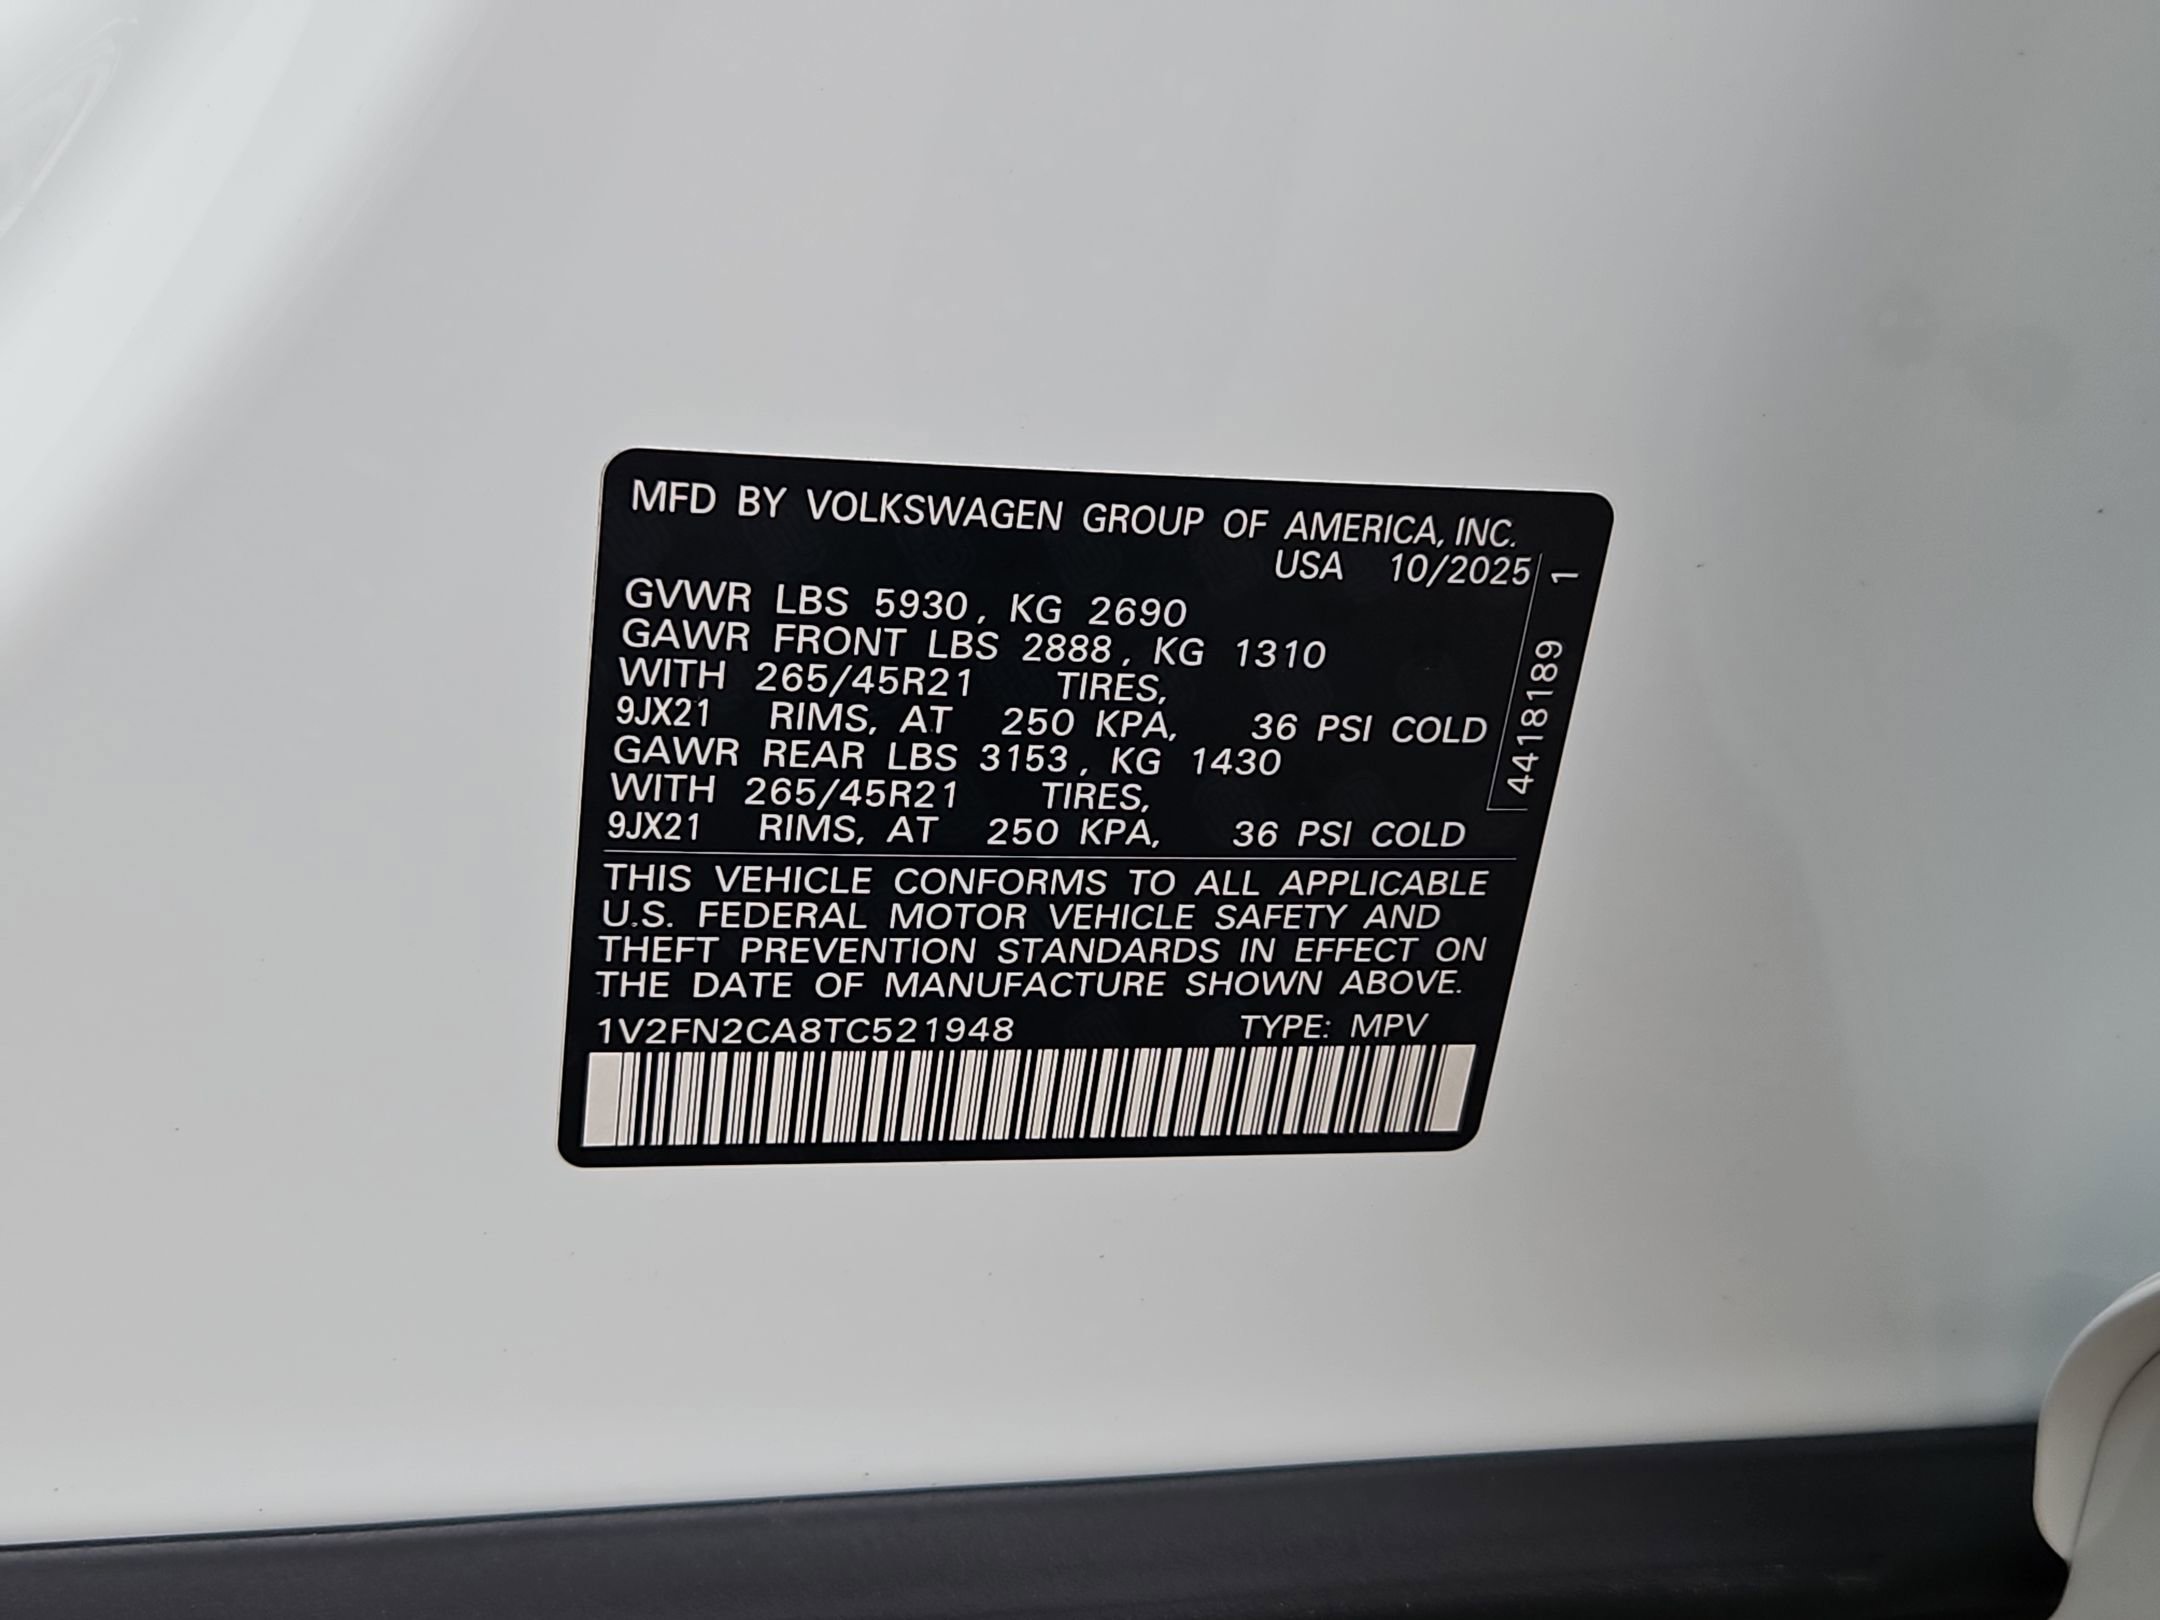 MFD BY VOLKSWAGEN GROUP OF AMERICA, INC.
USA 10/2025
GVWR LBS 5930, KG 2690
GAWR FRONT LBS 2888, KG 1310
WITH 265/45R21 TIRES,
9JX21 RIMS, AT 250 KPA, 36 PSI COLD
GAWR REAR LBS 3153, KG 1430
WITH 265/45R21 TIRES,
9JX21 RIMS, AT 250 KPA, 36 PSI COLD
4418189 1
THIS VEHICLE CONFORMS TO ALL APPLICABLE
U.S. FEDERAL MOTOR VEHICLE SAFETY AND
THEFT PREVENTION STANDARDS IN EFFECT ON
THE DATE OF MANUFACTURE SHOWN ABOVE.
1V2FN2CA8TC521948 TYPE: MPV